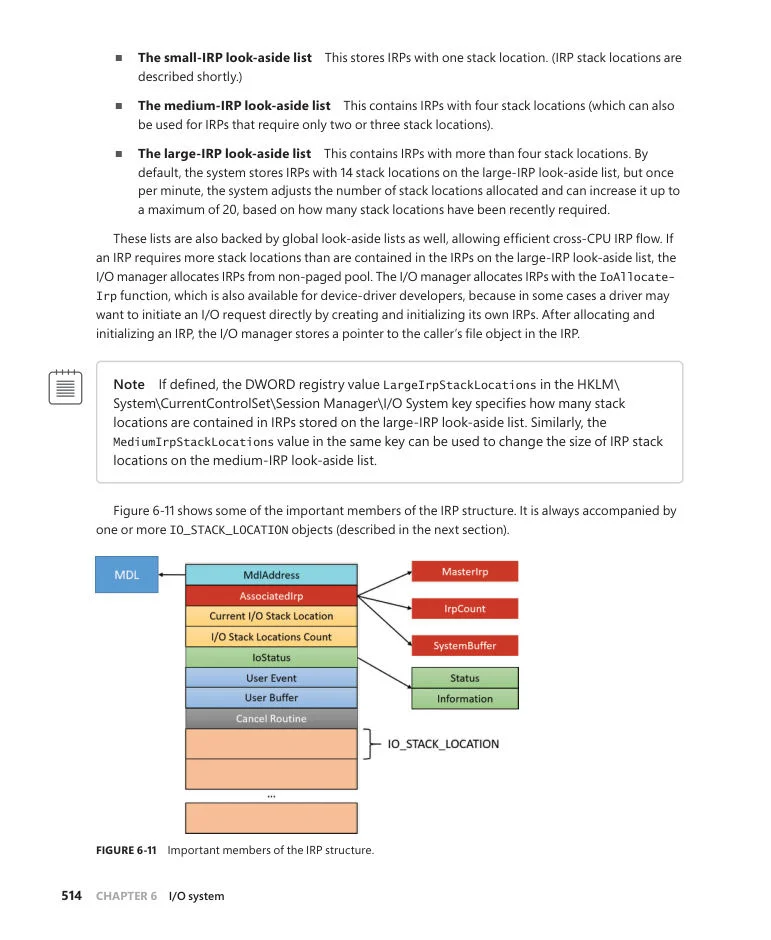 ■ The small-IRP look-aside list This stores IRPs with one stack location. (IRP stack locations are
described shortly.)
■ The medium-IRP look-aside list This contains IRPs with four stack locations (which can also
be used for IRPs that require only two or three stack locations).
■ The large-IRP look-aside list This contains IRPs with more than four stack locations. By
default, the system stores IRPs with 14 stack locations on the large-IRP look-aside list, but once
per minute, the system adjusts the number of stack locations allocated and can increase it up to
a maximum of 20, based on how many stack locations have been recently required.
These lists are also backed by global look-aside lists as well, allowing efficient cross-CPU IRP flow. If
an IRP requires more stack locations than are contained in the IRPs on the large-IRP look-aside list, the
I/O manager allocates IRPs from non-paged pool. The I/O manager allocates IRPs with the IoAllocate-
Irp function, which is also available for device-driver developers, because in some cases a driver may
want to initiate an I/O request directly by creating and initializing its own IRPs. After allocating and
initializing an IRP, the I/O manager stores a pointer to the caller's file object in the IRP.
Note If defined, the DWORD registry value LargeIrpStackLocations in the HKLM\
System\CurrentControlSet\Session Manager\I/O System key specifies how many stack
locations are contained in IRPs stored on the large-IRP look-aside list. Similarly, the
MediumIrpStackLocations value in the same key can be used to change the size of IRP stack
locations on the medium-IRP look-aside list.
Figure 6-11 shows some of the important members of the IRP structure. It is always accompanied by
one or more IO_STACK_LOCATION objects (described in the next section).
MDL
MdlAddress
AssociatedIrp
Current I/O Stack Location
I/O Stack Locations Count
IoStatus
User Event
User Buffer
Cancel Routine
...
MasterIrp
IrpCount
SystemBuffer
Status
Information
IO_STACK_LOCATION
FIGURE 6-11 Important members of the IRP structure.
514 CHAPTER 6 I/O system